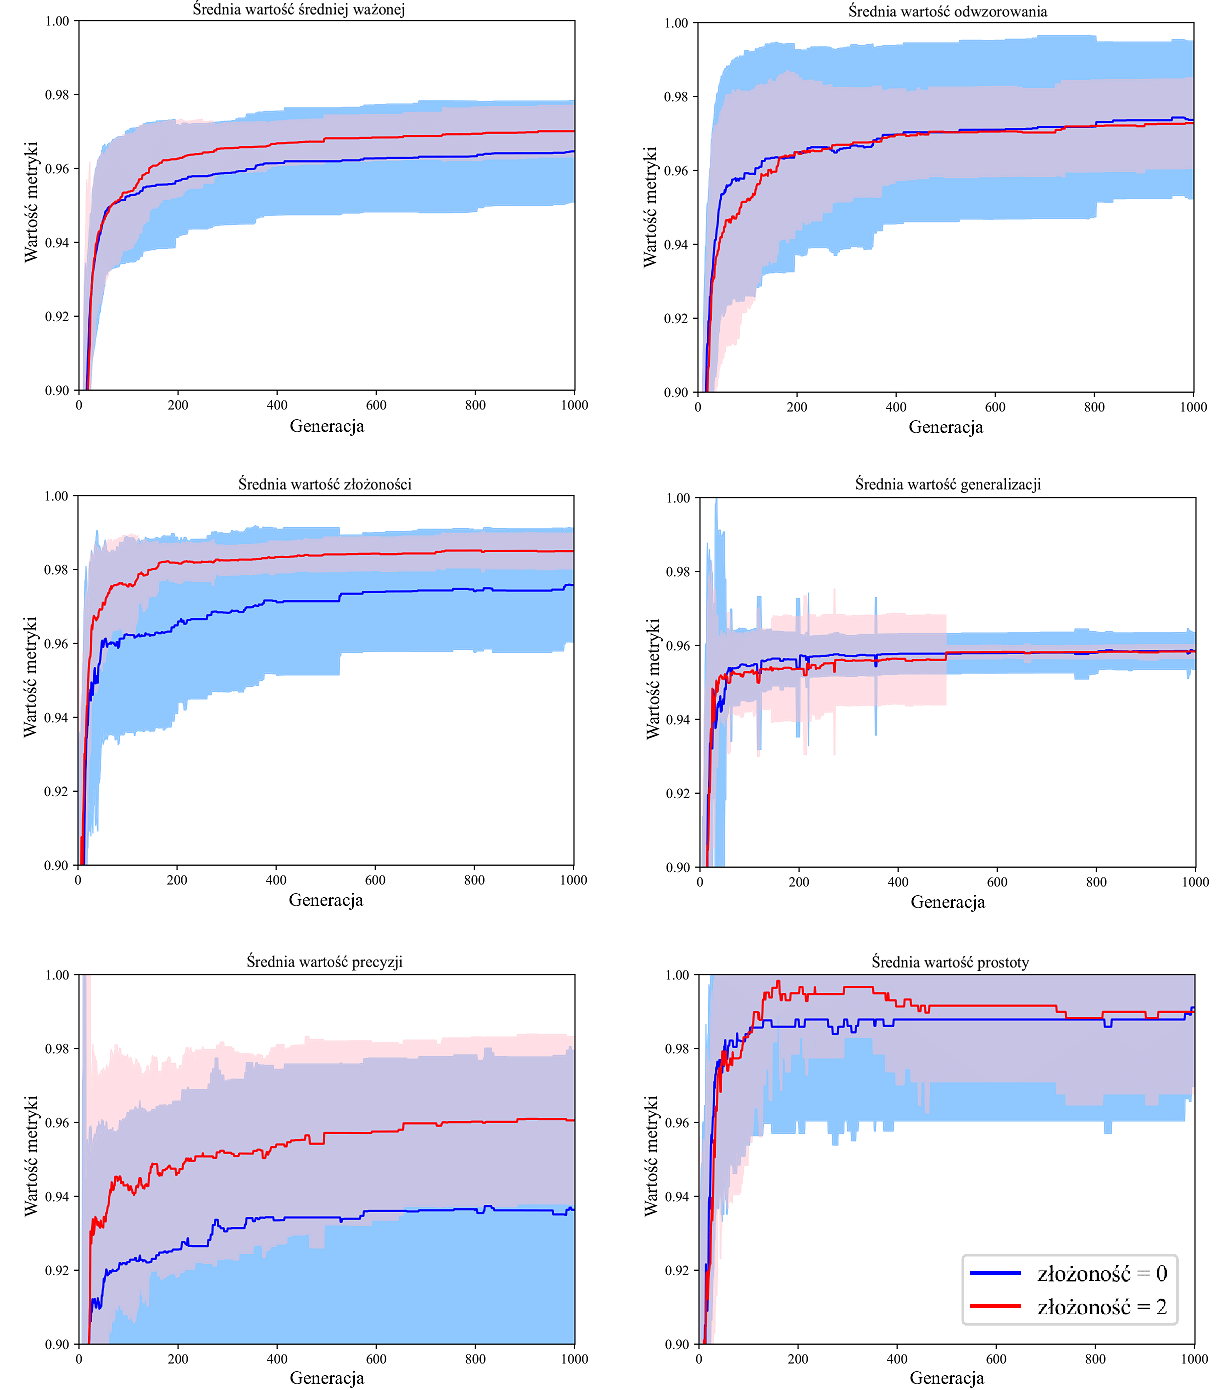 Średnia wartość średniej ważonej
1.00
0.98
0.96
0.94
0.92
0.90
Wartość metryki
0 200 400 600 800 1000
Generacja
Średnia wartość odwzorowania
1.00
0.98
0.96
0.94
0.92
0.90
Wartość metryki
0 200 400 600 800 1000
Generacja
Średnia wartość złożoności
1.00
0.98
0.96
0.94
0.92
0.90
Wartość metryki
0 200 400 600 800 1000
Generacja
Średnia wartość generalizacji
1.00
0.98
0.96
0.94
0.92
0.90
Wartość metryki
0 200 400 600 800 1000
Generacja
Średnia wartość precyzji
1.00
0.98
0.96
0.94
0.92
0.90
Wartość metryki
0 200 400 600 800 1000
Generacja
Średnia wartość prostoty
1.00
0.98
0.96
0.94
0.92
0.90
Wartość metryki
0 200 400 600 800 1000
Generacja
złożoność = 0
złożoność = 2